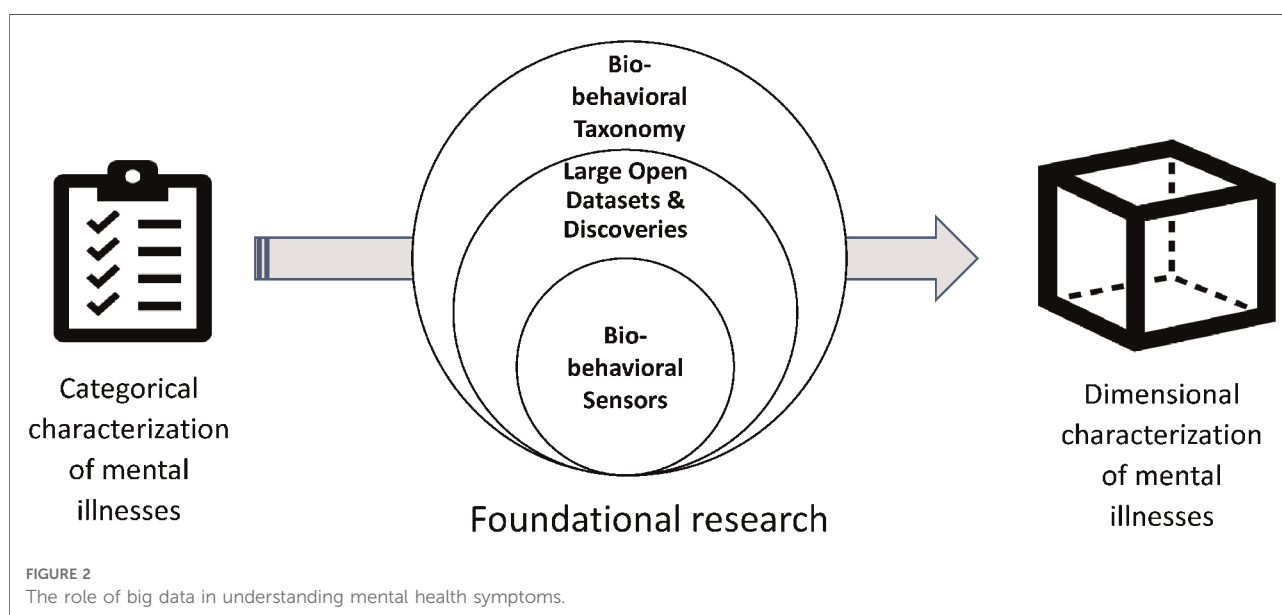 Bio-
behavioral
Taxonomy
Large Open
Datasets &
Discoveries
Bio-
behavioral
Sensors
Categorical
characterization
of mental
illnesses
Foundational research
Dimensional
characterization
of mental
illnesses
FIGURE 2
The role of big data in understanding mental health symptoms.